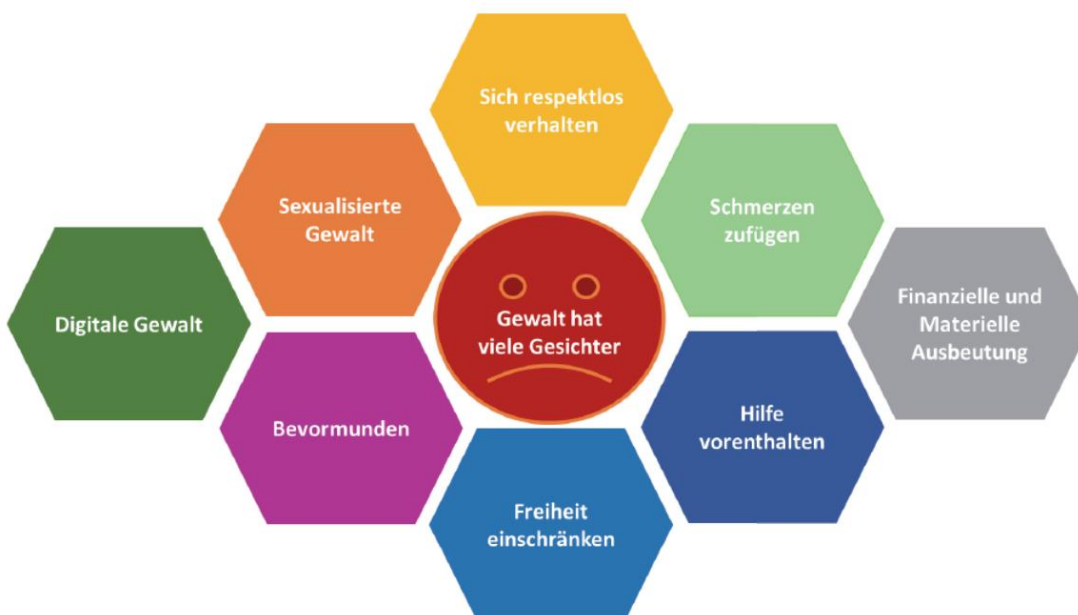 Sich respektlos
verhalten
Sexualisierte
Gewalt
Schmerzen
zufügen
Digitale Gewalt
Gewalt hat
viele Gesichter
Finanzielle und
Materielle
Ausbeutung
Bevormunden
Hilfe
vorenthalten
Freiheit
einschränken